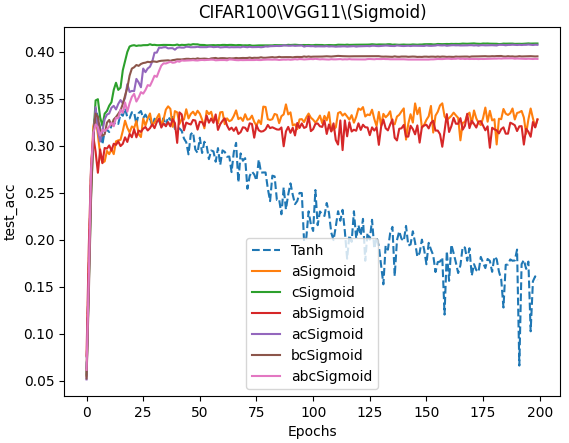 CIFAR100\VGG11\(Sigmoid)
test_acc
0.40
0.35
0.30
0.25
0.20
0.15
0.10
0.05
Tanh
aSigmoid
cSigmoid
abSigmoid
acSigmoid
bcSigmoid
abcSigmoid
0 25 50 75 100 125 150 175 200
Epochs